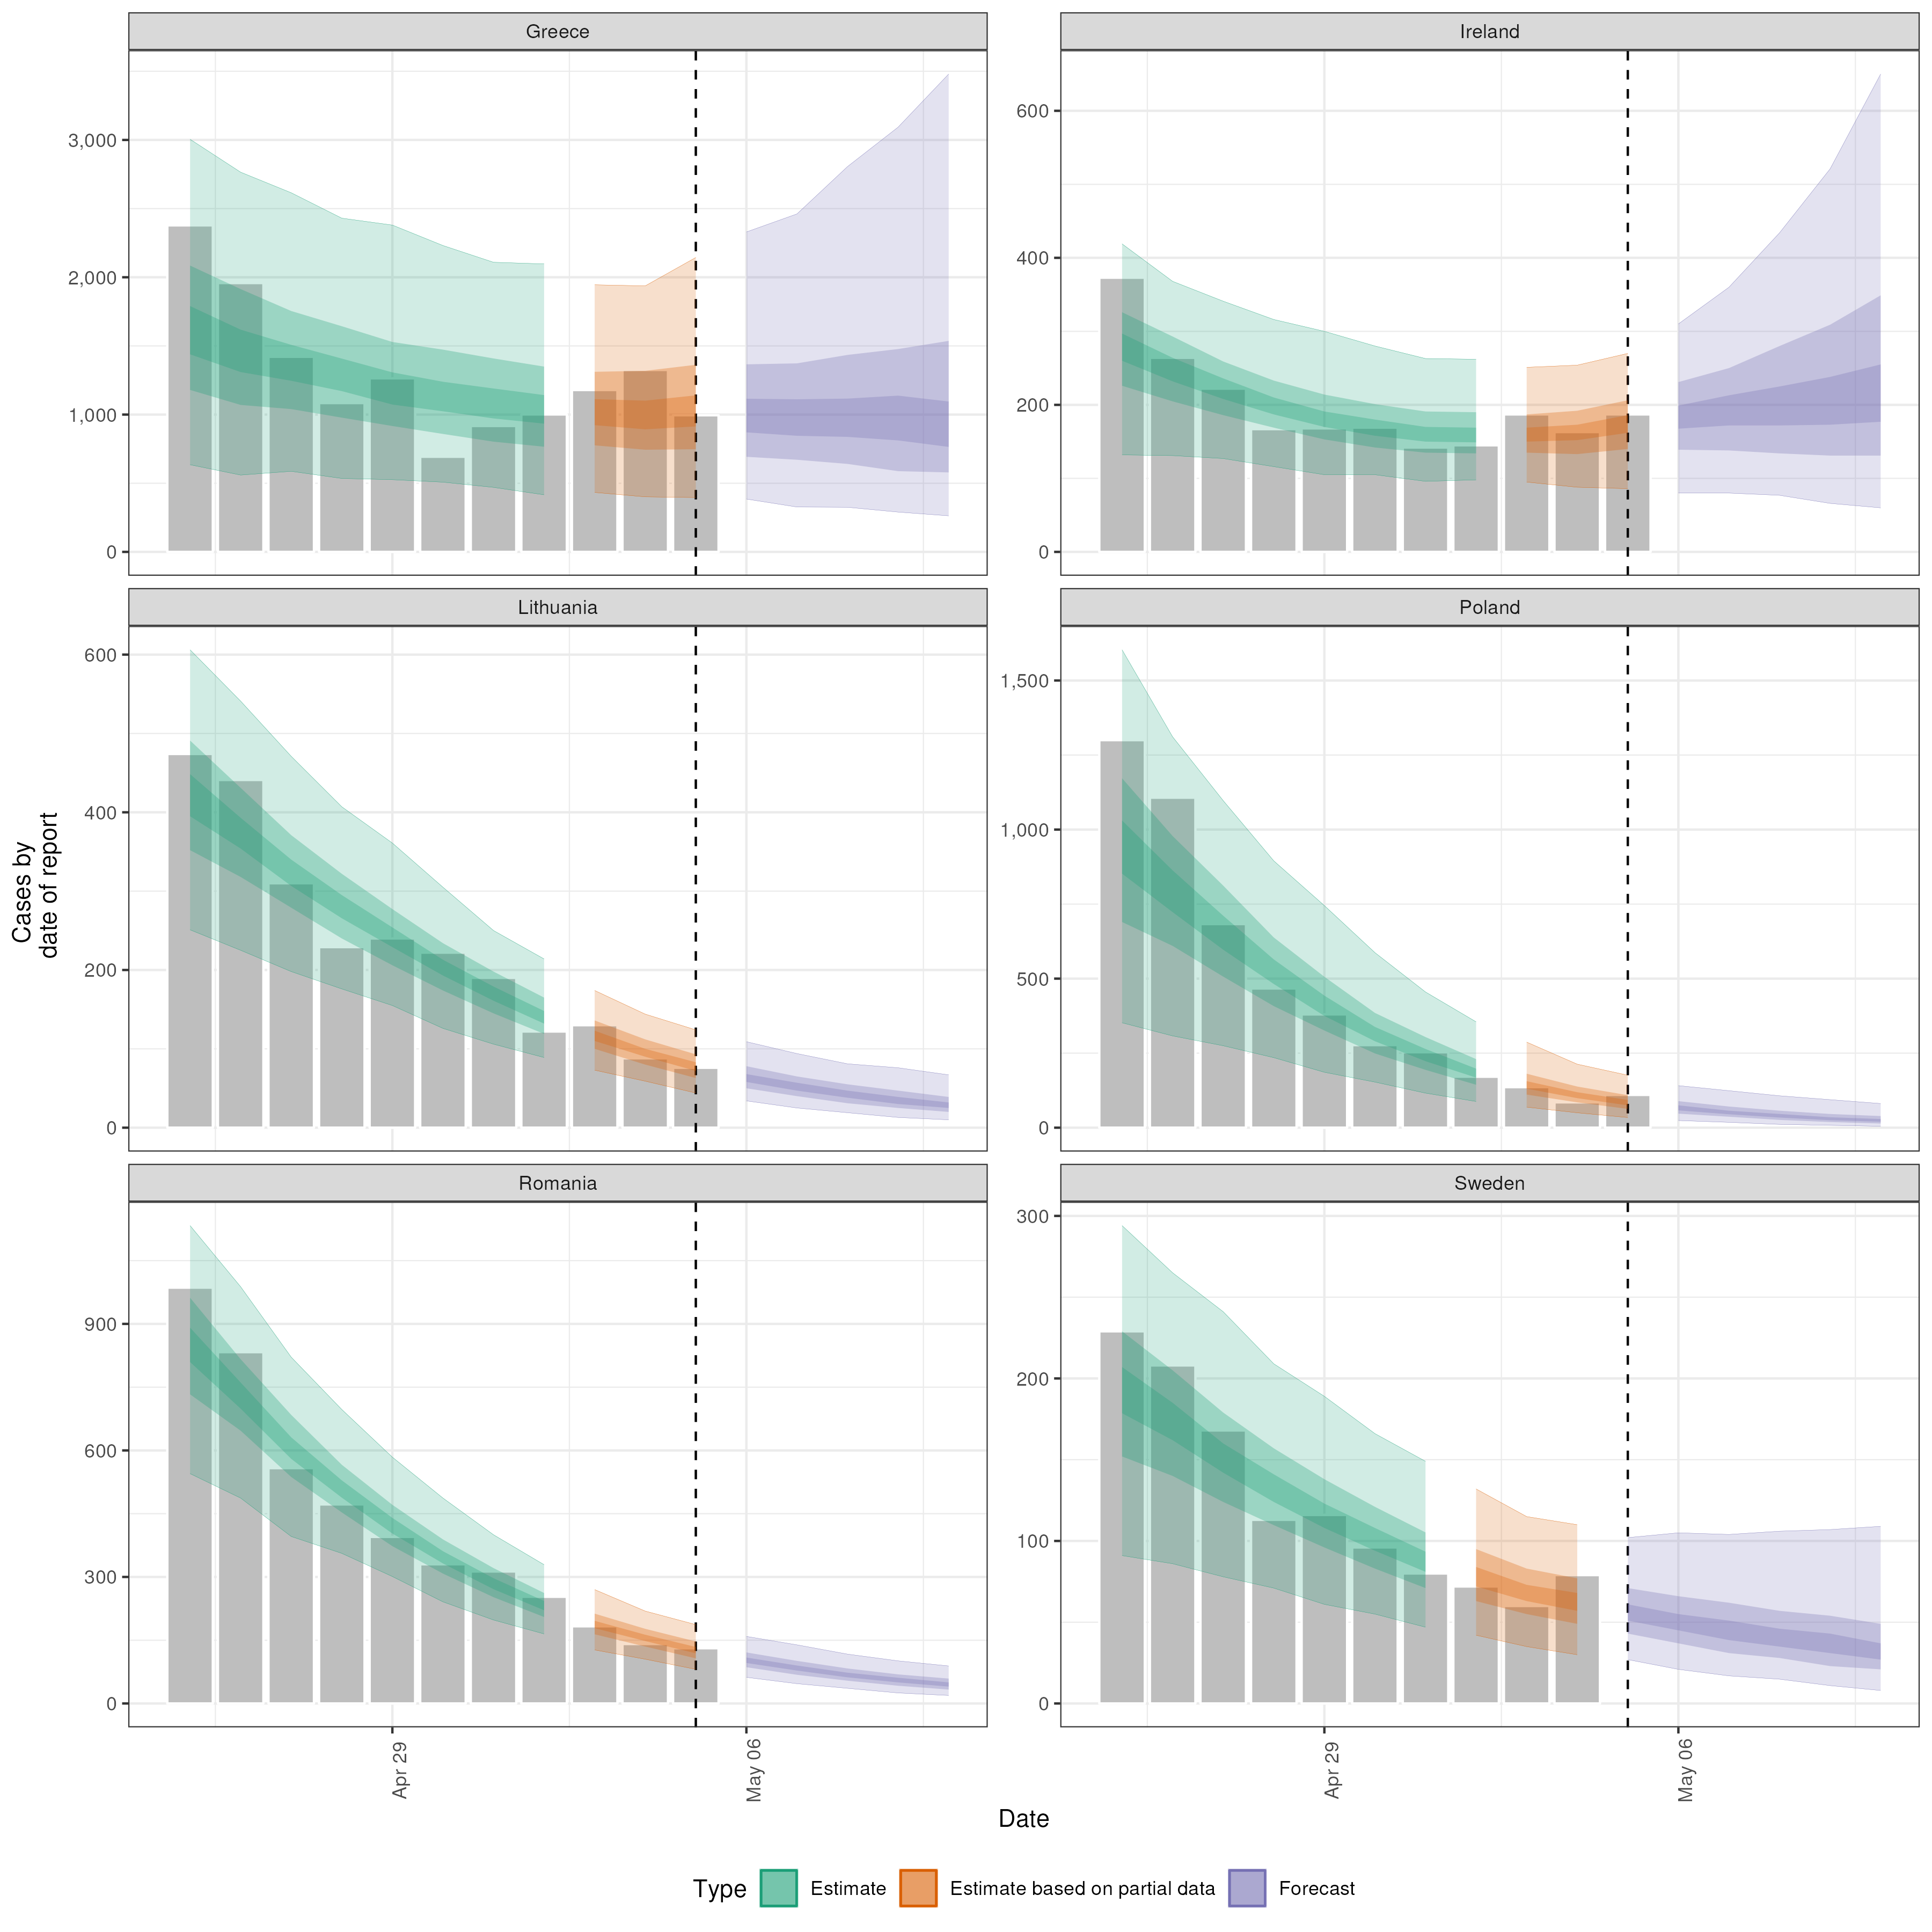 Greece
Ireland
3,000
2,000
1,000
0
600
400
200
0
Lithuania
Poland
600
400
200
0
1,500
1,000
500
0
Romania
Sweden
900
600
300
0
300
200
100
0
Cases by
date of report
Apr 29
May 06
Apr 29
May 06
Date
Type
Estimate
Estimate based on partial data
Forecast